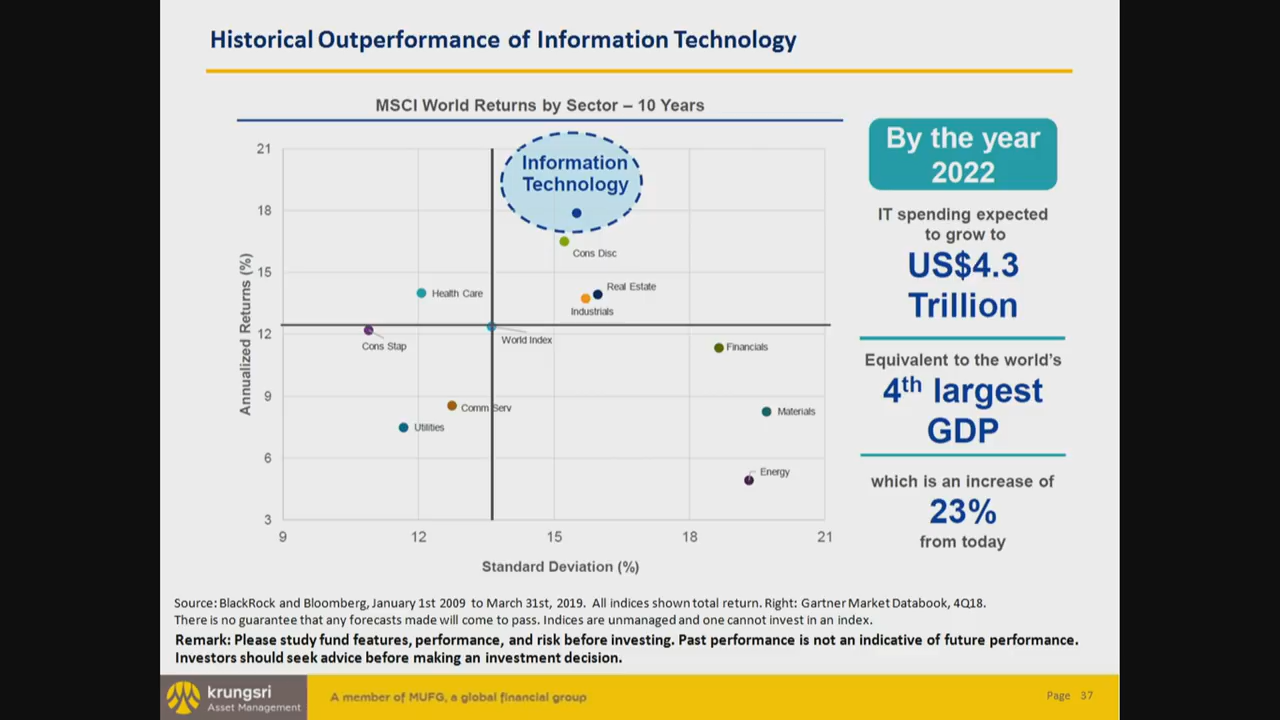 Historical Outperformance of Information Technology
MSCI World Returns by Sector – 10 Years
Annualized Returns (%)
21
18
15
12
9
6
3
Information
Technology
Cons Disc
Health Care
Real Estate
Industrials
Cons Stap
World Index
Financials
Comm Serv
Materials
Utilities
Energy
9
12
15
18
21
Standard Deviation (%)
By the year
2022
IT spending expected
to grow to
US$4.3
Trillion
Equivalent to the world's
4th largest
GDP
which is an increase of
23%
from today
Source: BlackRock and Bloomberg, January 1st 2009 to March 31st, 2019. All indices shown total return. Right: Gartner Market Databook, 4Q18.
There is no guarantee that any forecasts made will come to pass. Indices are unmanaged and one cannot invest in an index.
Remark: Please study fund features, performance, and risk before investing. Past performance is not an indicative of future performance.
Investors should seek advice before making an investment decision.
krungsri
Asset Management
A member of MUFG, a global financial group
Page 37